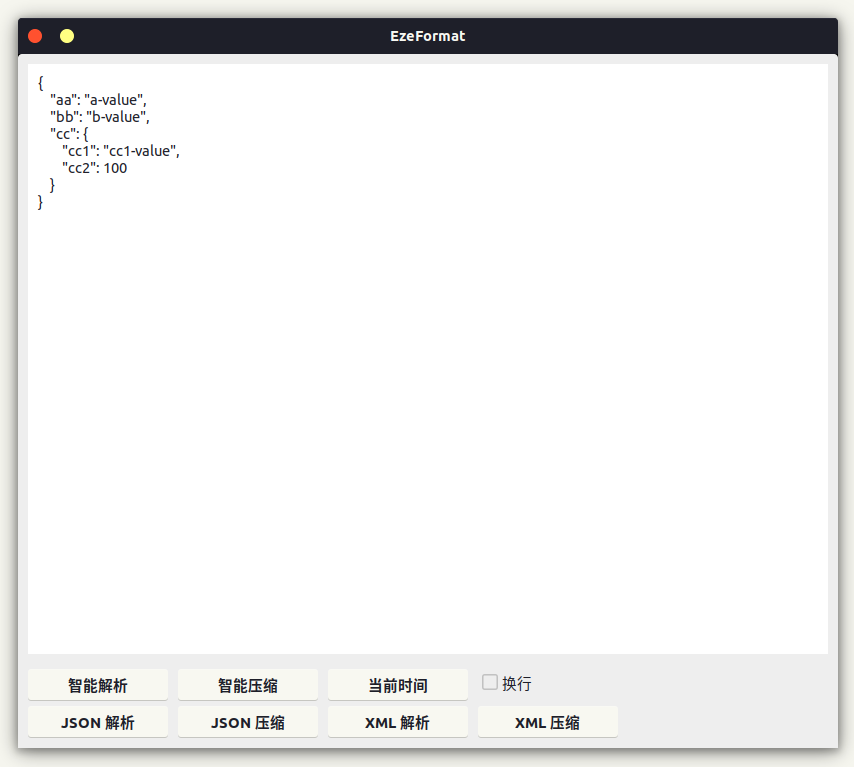 EzeFormat
{
"aa": "a-value",
"bb": "b-value",
"cc": {
"cc1": "cc1-value",
"cc2": 100
}
}
智能解析 智能压缩 当前时间 换行
JSON 解析 JSON 压缩 XML 解析 XML 压缩